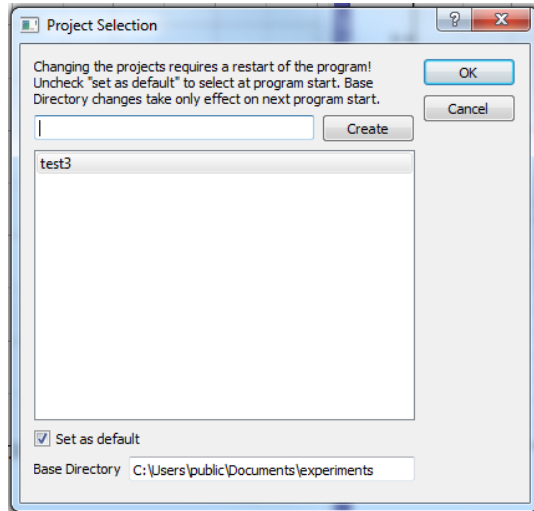 Project Selection
?
X
Changing the projects requires a restart of the program!
Uncheck "set as default" to select at program start. Base
Directory changes take only effect on next program start.
OK
Cancel
Create
test3
Set as default
Base Directory C:\Users\public\Documents\experiments